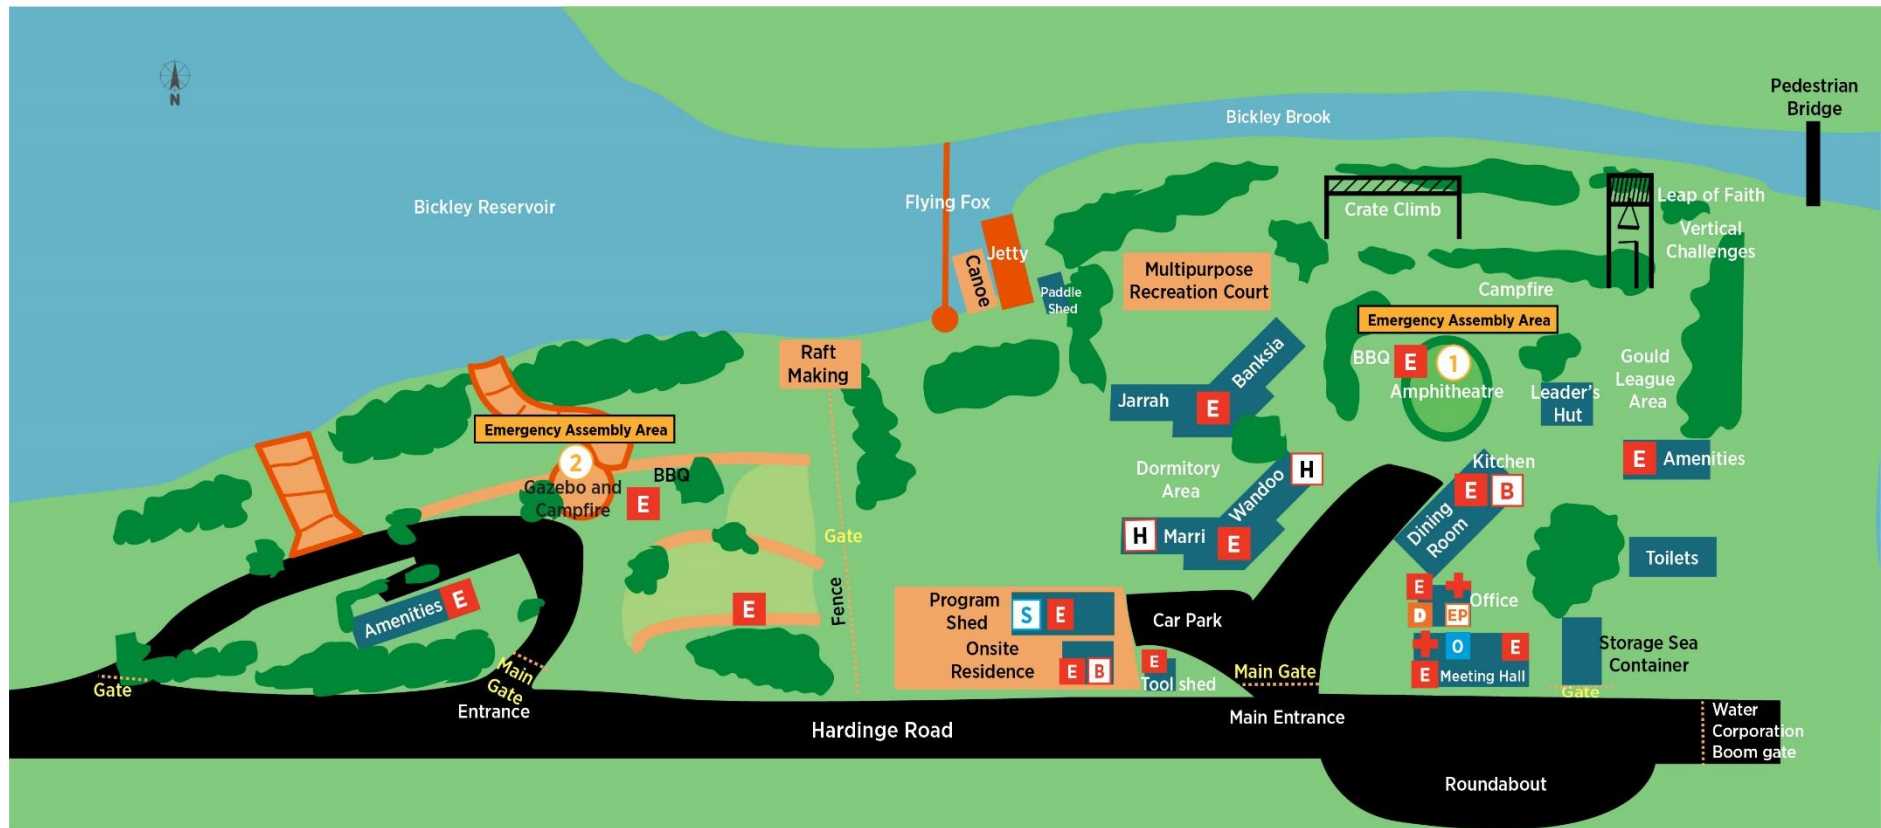 N
Bickley Reservoir
Bickley Brook
Pedestrian
Bridge
Flying Fox
Canoe
Jetty
Paddle
Shed
Multipurpose
Recreation Court
Crate Climb
Leap of Faith
Vertical
Challenges
Campfire
Emergency Assembly Area
BBQ
E
1
Amphitheatre
Leader's
Hut
Gould
League
Area
Raft
Making
Banksia
Jarrah
E
Emergency Assembly Area
2
Gazebo and
Campfire
BBQ
E
Dormitory
Area
Wandoo
H
H
Marri
E
Kitchen
E
B
Dining
Room
E
Amenities
Toilets
Gate
Fence
E
Amenities
E
Program
Shed
S
E
Onsite
Residence
E
B
Car Park
E
Tool shed
E
D
EP
Office
O
E
E
Meeting Hall
Storage Sea
Container
Gate
Gate
Main
Gate
Entrance
Main Gate
Main Entrance
Hardinge Road
Water
Corporation
Boom gate
Roundabout